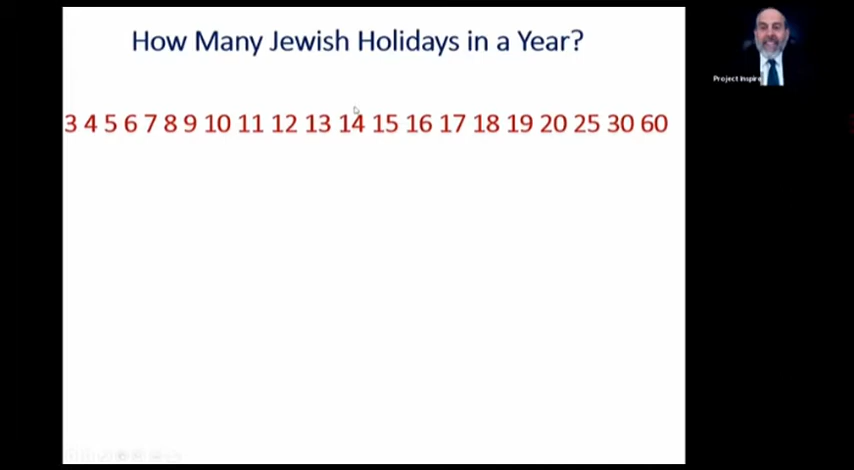 How Many Jewish Holidays in a Year?
3 4 5 6 7 8 9 10 11 12 13 14 15 16 17 18 19 20 25 30 60
Project Inspire